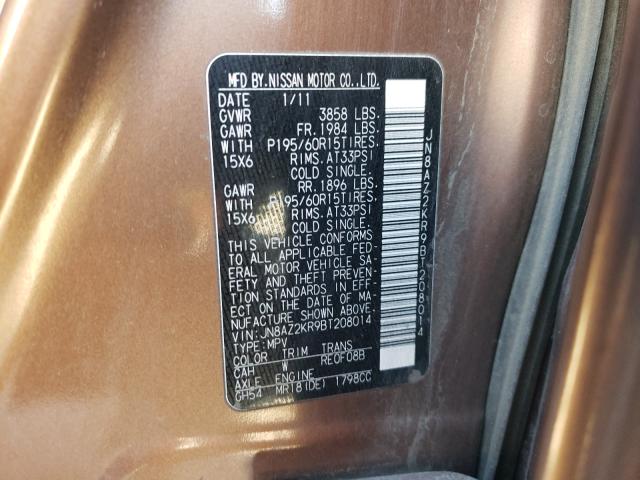 MFD BY.NISSAN MOTOR CO.,LTD.
DATE 1/11
GVWR 3858 LBS.
GAWR FR.1984 LBS.
WITH P195/60R15TIRES.
15X6 RIMS.AT33PSI
COLD SINGLE.
GAWR RR.1896 LBS.
WITH P195/60R15TIRES.
15X6 RIMS.AT33PSI
COLD SINGLE.
THIS VEHICLE CONFORMS
TO ALL APPLICABLE FED-
ERAL MOTOR VEHICLE SA-
FETY AND THEFT PREVEN-
TION STANDARDS IN EFF-
ECT ON THE DATE OF MA-
NUFACTURE SHOWN ABOVE.
VIN:JN8AZ2KR9BT208014
TYPE:MPV
COLOR TRIM TRANS
CAH W RE0F08B
AXLE ENGINE
GH54 MR18(DE) 1798CC
JN8AZ2KR9BT208014